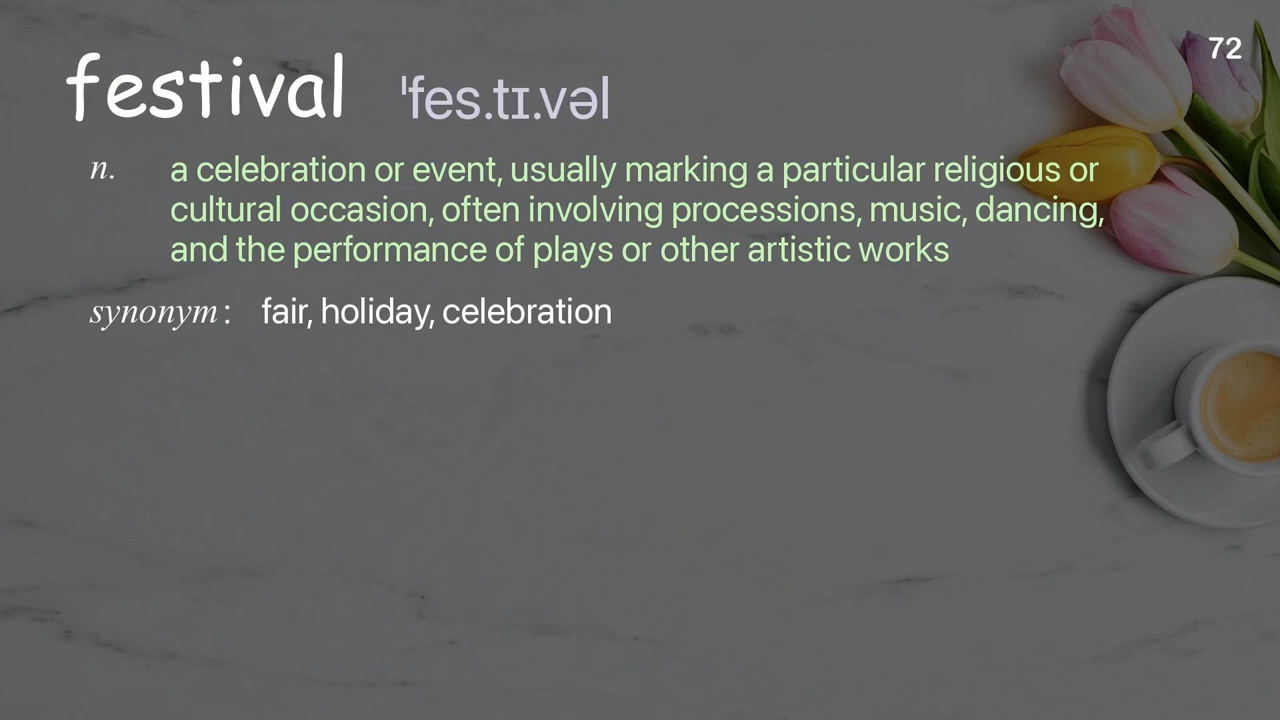 72
festival ˈfes.tɪ.vəl
n. a celebration or event, usually marking a particular religious or
cultural occasion, often involving processions, music, dancing,
and the performance of plays or other artistic works
synonym : fair, holiday, celebration